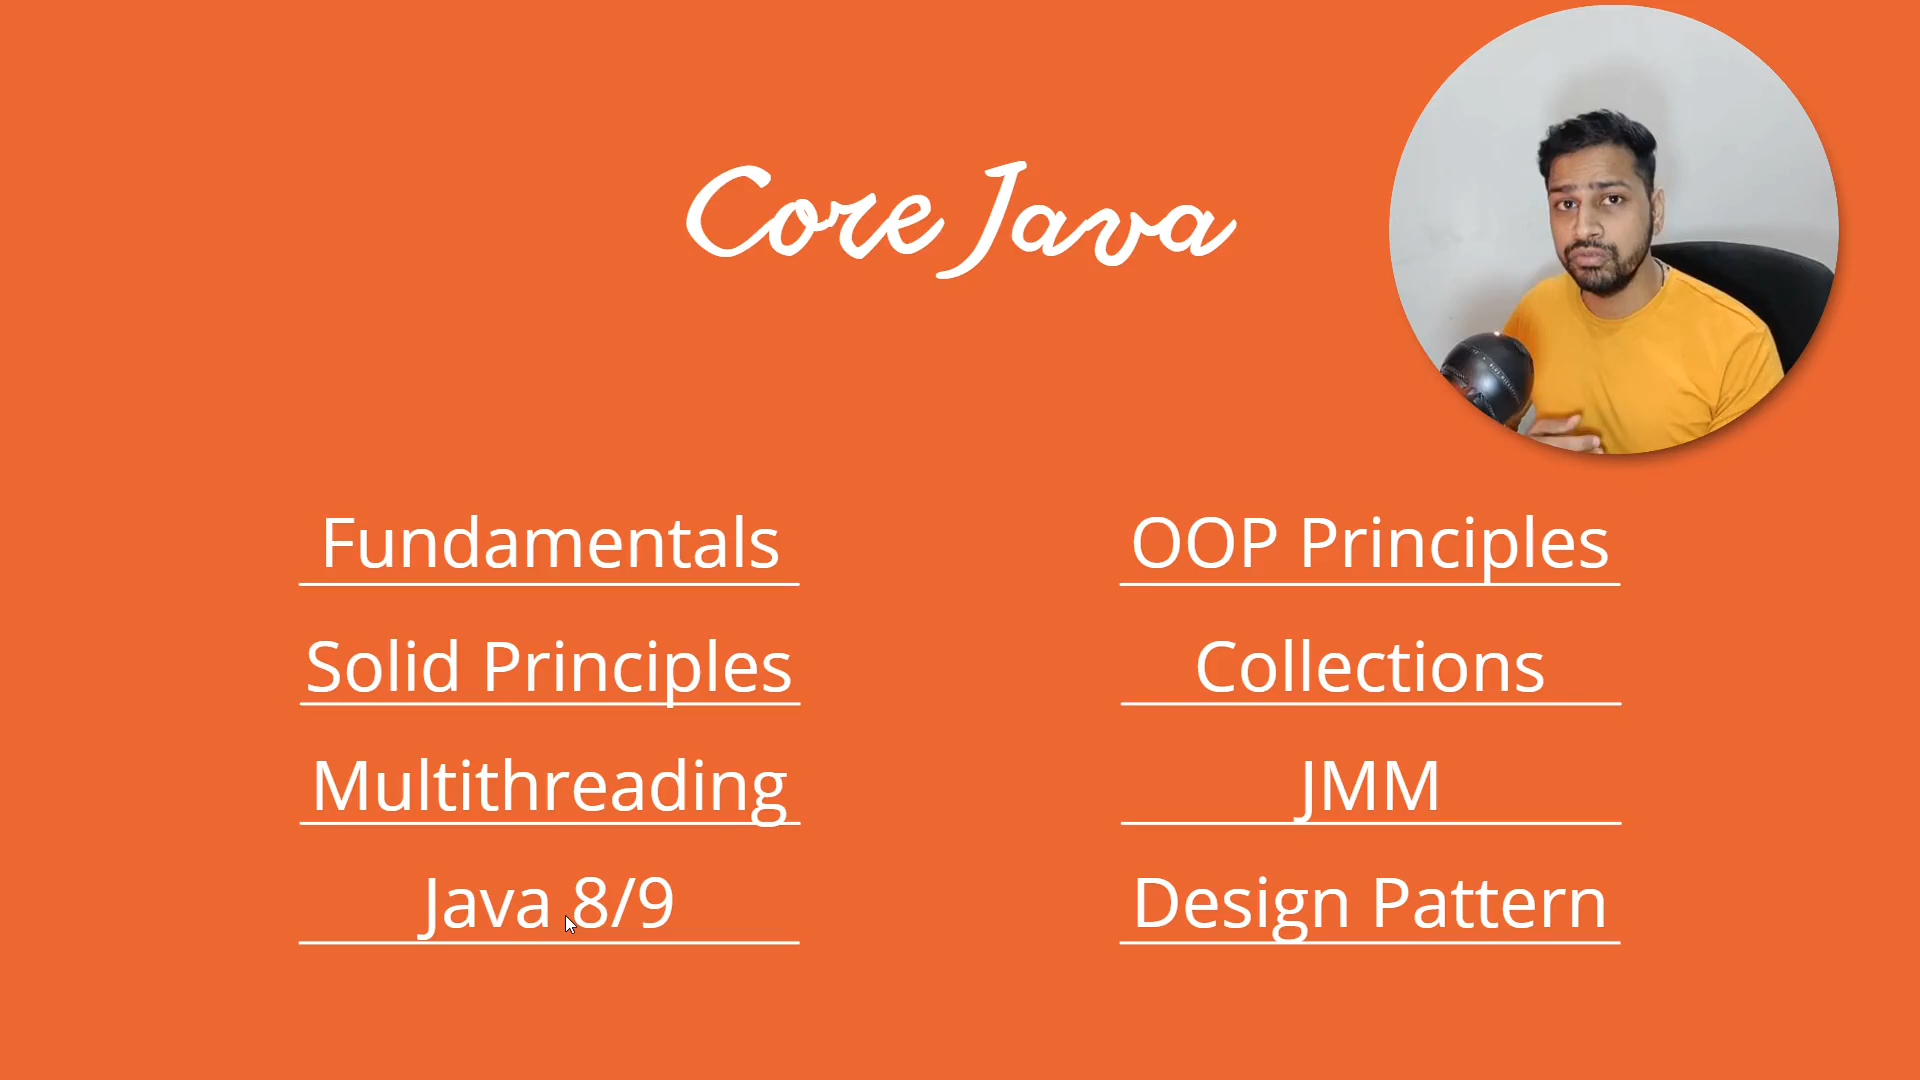 Core Java
Fundamentals
OOP Principles
Solid Principles
Collections
Multithreading
JMM
Java 8/9
Design Pattern